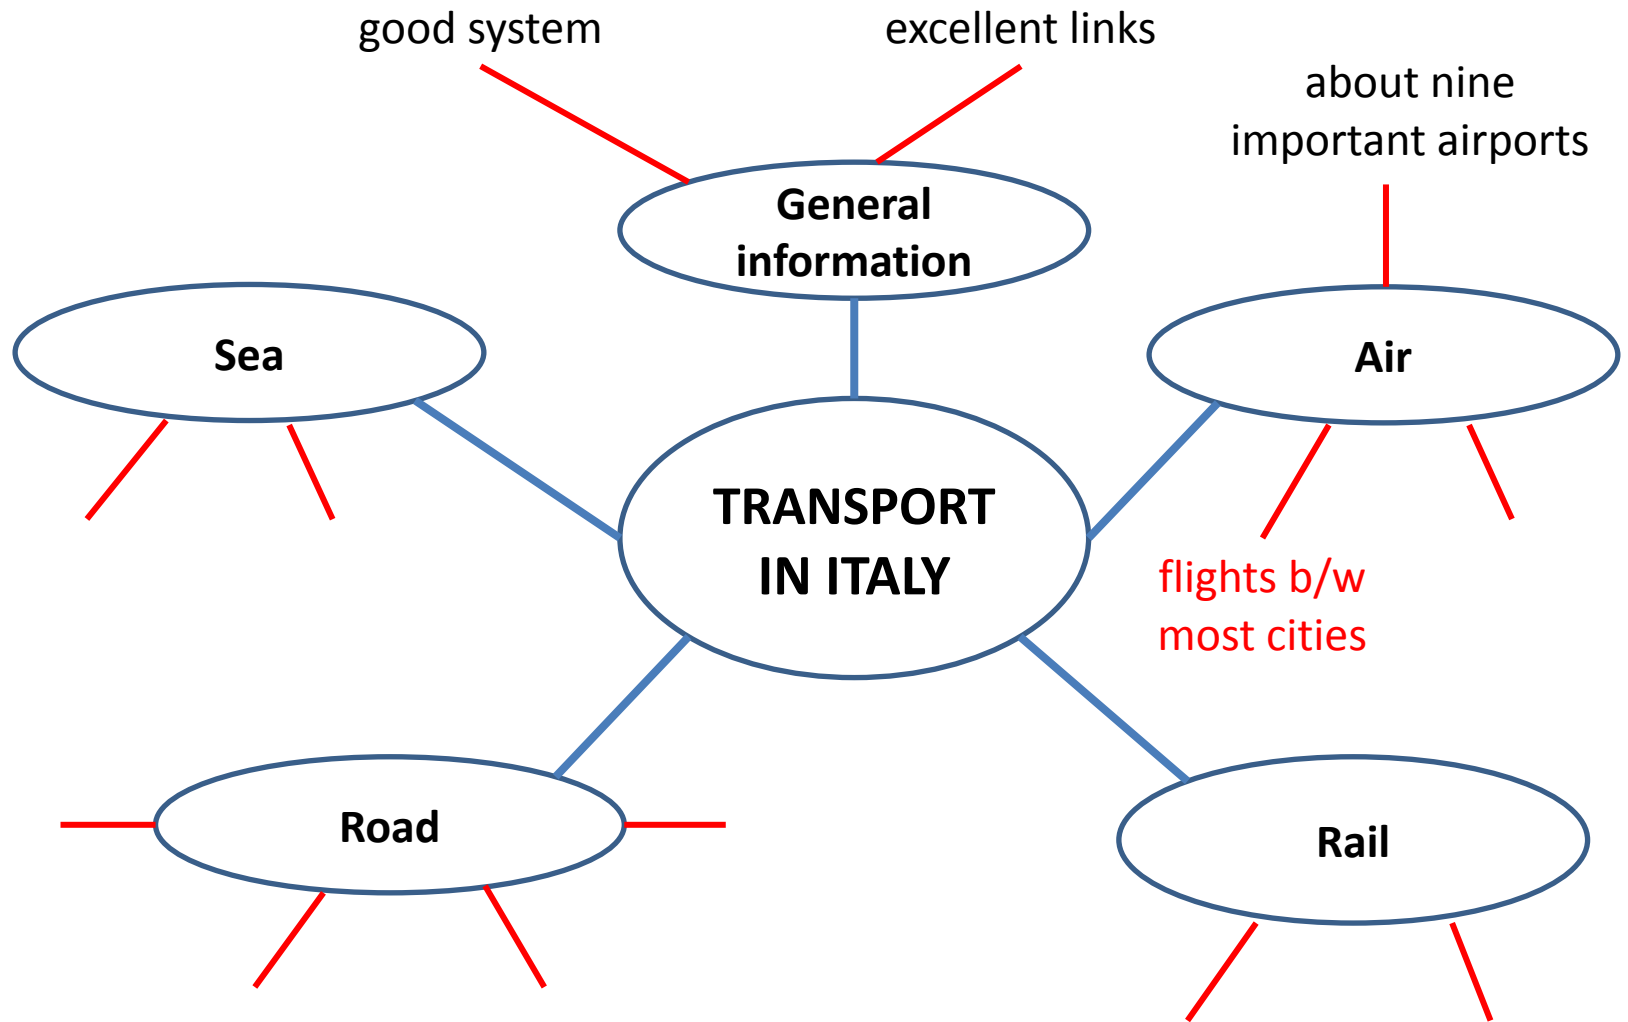 good system
excellent links
about nine
important airports
General
information
Sea
Air
TRANSPORT
IN ITALY
flights b/w
most cities
Road
Rail